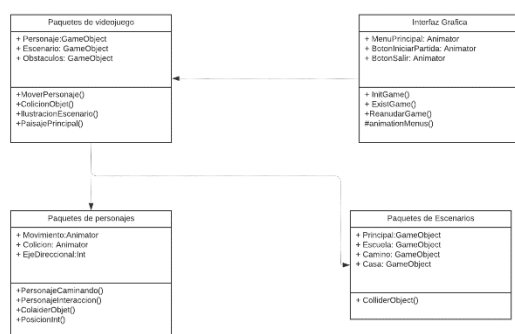 Paquetes de videojuego
+ Personaje:GameObject
+ Escenario: GameObject
+ Obstaculos: GameObject
+MoverPersonaje()
+ColicionObjet()
+IlustracionEscenario()
+PaisajePrincipal()
Interfaz Grafica
+ MenuPrincipal: Animator
+ BotonIniciarPartida: Animator
+ BotonSalir: Animator
+ InitGame()
+ ExistGame()
+ReanudarGame()
#animationMenus()
Paquetes de personajes
+ Movimiento:Animator
+ Colicion: Animator
+ EjeDireccional:Int
+PersonajeCaminando()
+PersonajeInteraccion()
+ColaiderObjet()
+PosicionInt()
Paquetes de Escenarios
+ Principal:GameObject
+ Escuela: GameObject
+ Camino: GameObject
+ Casa: GameObject
+ColliderObject()